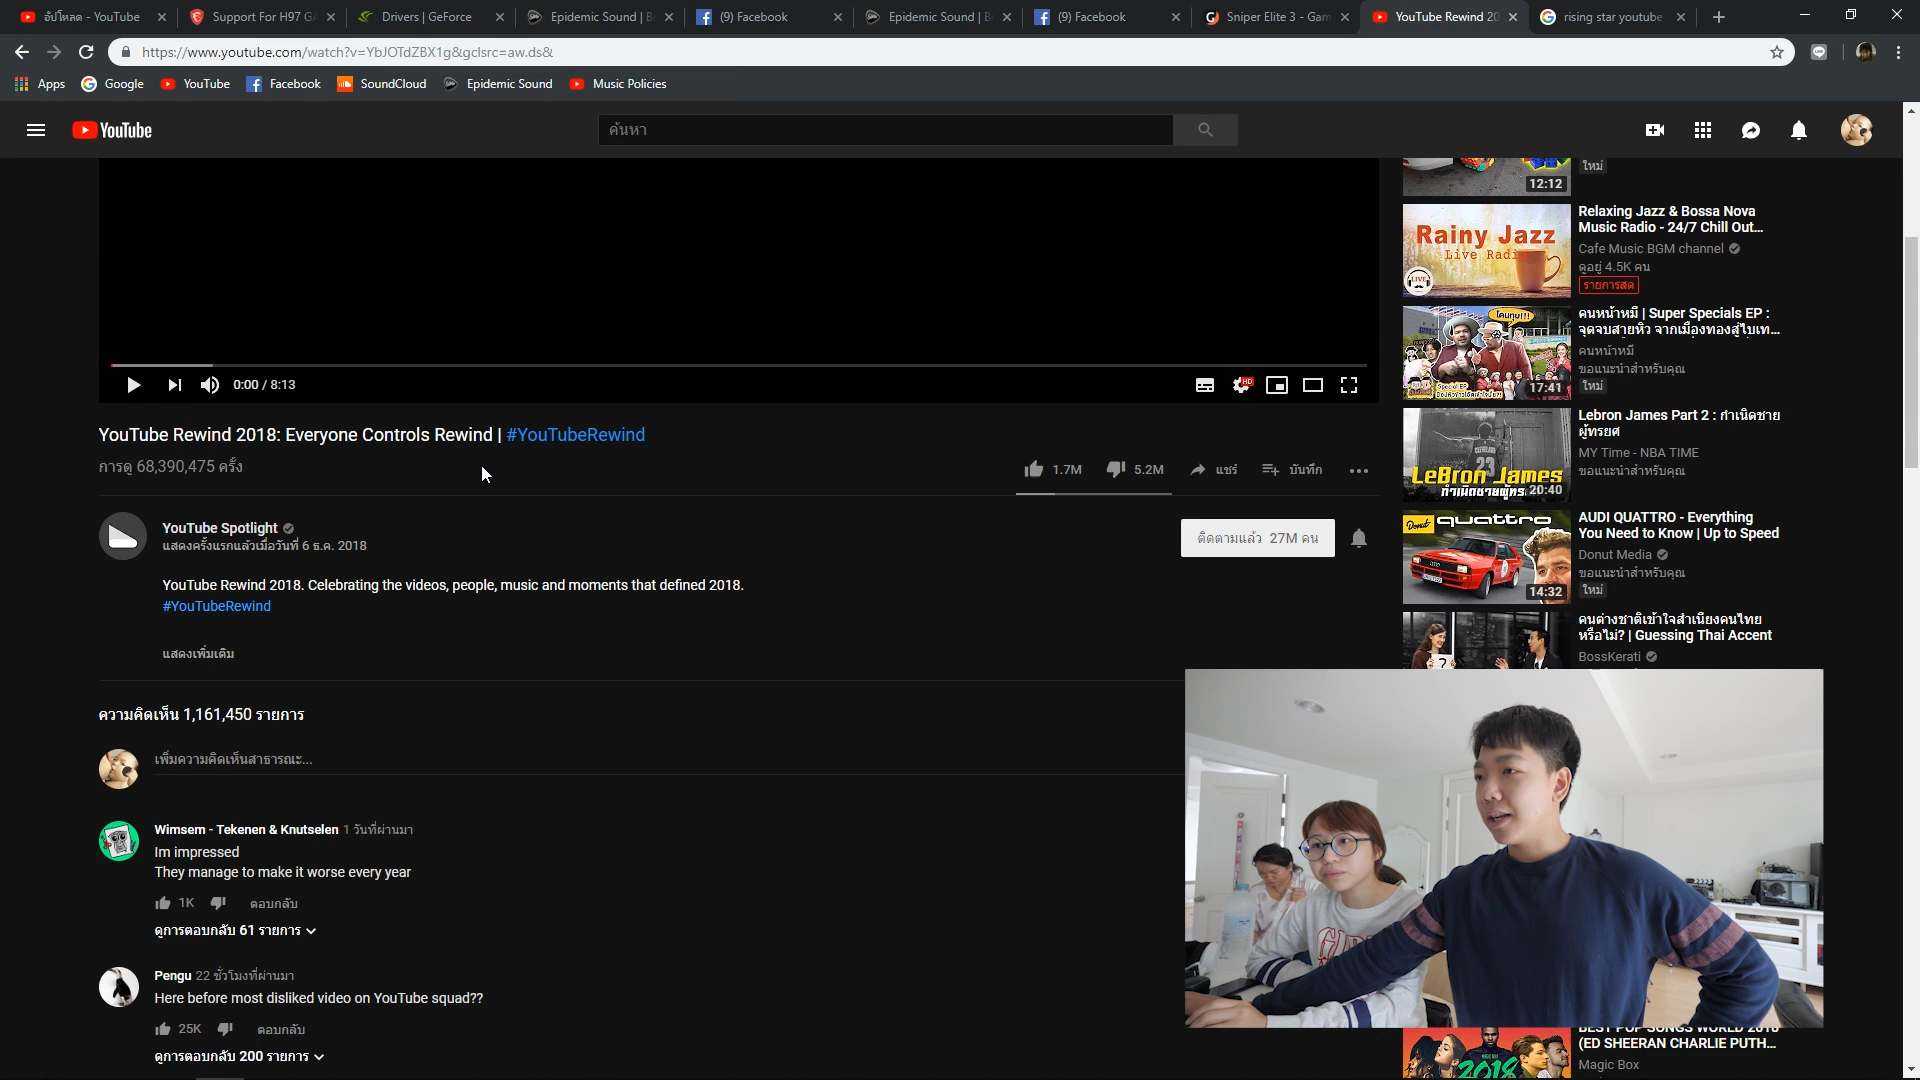 อัปโหลด - YouTube
Support For H97 GA
Drivers | GeForce
Epidemic Sound | B
(9) Facebook
Epidemic Sound | B
(9) Facebook
Sniper Elite 3 - Gam
YouTube Rewind 20
rising star youtube
https://www.youtube.com/watch?v=YbJOTdZBX1g&gclsrc=aw.ds&
Apps
Google
YouTube
Facebook
SoundCloud
Epidemic Sound
Music Policies
YouTube
ค้นหา
0:00 / 8:13
HD
YouTube Rewind 2018: Everyone Controls Rewind | #YouTubeRewind
การดู 68,390,475 ครั้ง
1.7M
5.2M
แชร์
บันทึก
YouTube Spotlight
แสดงครั้งแรกแล้วเมื่อวันที่ 6 ธ.ค. 2018
ติดตามแล้ว 27M คน
YouTube Rewind 2018. Celebrating the videos, people, music and moments that defined 2018.
#YouTubeRewind
แสดงเพิ่มเติม
ความคิดเห็น 1,161,450 รายการ
เพิ่มความคิดเห็นสาธารณะ...
Wimsem - Tekenen & Knutselen 1 วันที่ผ่านมา
Im impressed
They manage to make it worse every year
1K
ตอบกลับ
ดูการตอบกลับ 61 รายการ
Pengu 22 ชั่วโมงที่ผ่านมา
Here before most disliked video on YouTube squad??
25K
ตอบกลับ
ดูการตอบกลับ 200 รายการ
12:12
ใหม่
Rainy Jazz
Live Radio
LIVE
Relaxing Jazz & Bossa Nova
Music Radio - 24/7 Chill Out...
Cafe Music BGM channel
ดูอยู่ 4.5K คน
รายการสด
17:41
คนหน้าหมี | Super Specials EP :
จุดจบสายหิว จากเมืองทองสู่ไบเท...
คนหน้าหมี
ขอแนะนำสำหรับคุณ
ใหม่
23
LeBron James
กำเนิดชายผู้ทร
20:40
Lebron James Part 2 : กำเนิดชาย
ผู้ทรยศ
MY Time - NBA TIME
ขอแนะนำสำหรับคุณ
Donut
quattro
14:32
AUDI QUATTRO - Everything
You Need to Know | Up to Speed
Donut Media
ขอแนะนำสำหรับคุณ
ใหม่
?
คนต่างชาติเข้าใจสำเนียงคนไทย
หรือไม่? | Guessing Thai Accent
BossKerati
BEST POP SONGS WORLD 2018
(ED SHEERAN CHARLIE PUTH...
Magic Box
2018